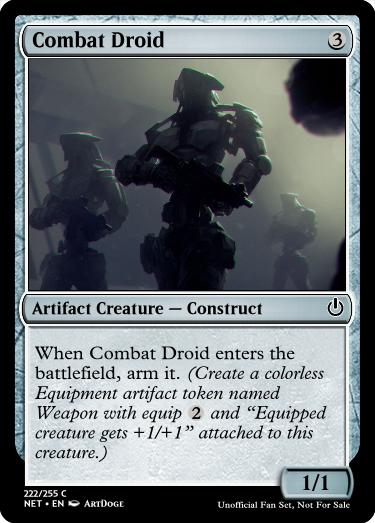 Combat Droid 3
Artifact Creature — Construct
When Combat Droid enters the
battlefield, arm it. (Create a colorless
Equipment artifact token named
Weapon with equip 2 and “Equipped
creature gets +1/+1” attached to this
creature.)
1/1
222/255 C
NET • EN ArtDoge
Unofficial Fan Set, Not For Sale